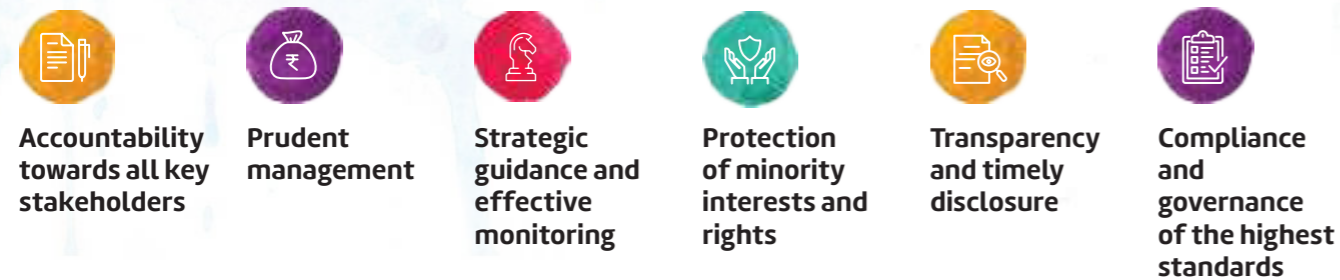 ₹
Accountability
towards all key
stakeholders
Prudent
management
Strategic
guidance and
effective
monitoring
Protection
of minority
interests and
rights
Transparency
and timely
disclosure
Compliance
and
governance
of the highest
standards